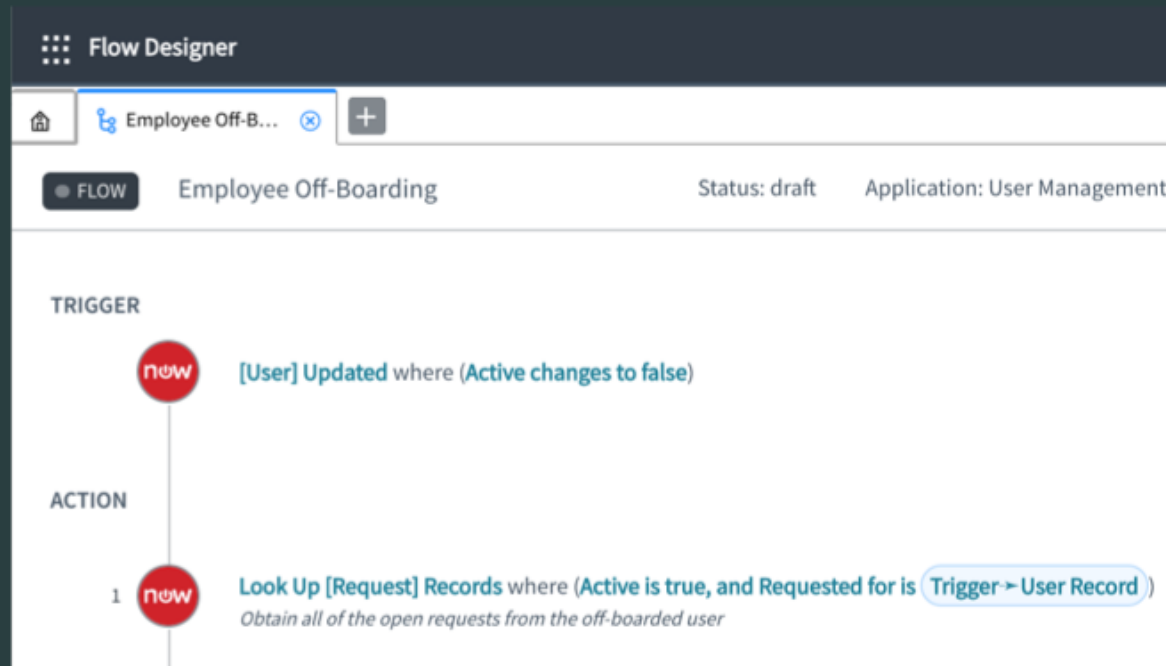 Flow Designer
Employee Off-B...
FLOW
Employee Off-Boarding
Status: draft
Application: User Management
TRIGGER
now
[User] Updated where (Active changes to false)
ACTION
1
now
Look Up [Request] Records where (Active is true, and Requested for is Trigger➛User Record)
Obtain all of the open requests from the off-boarded user